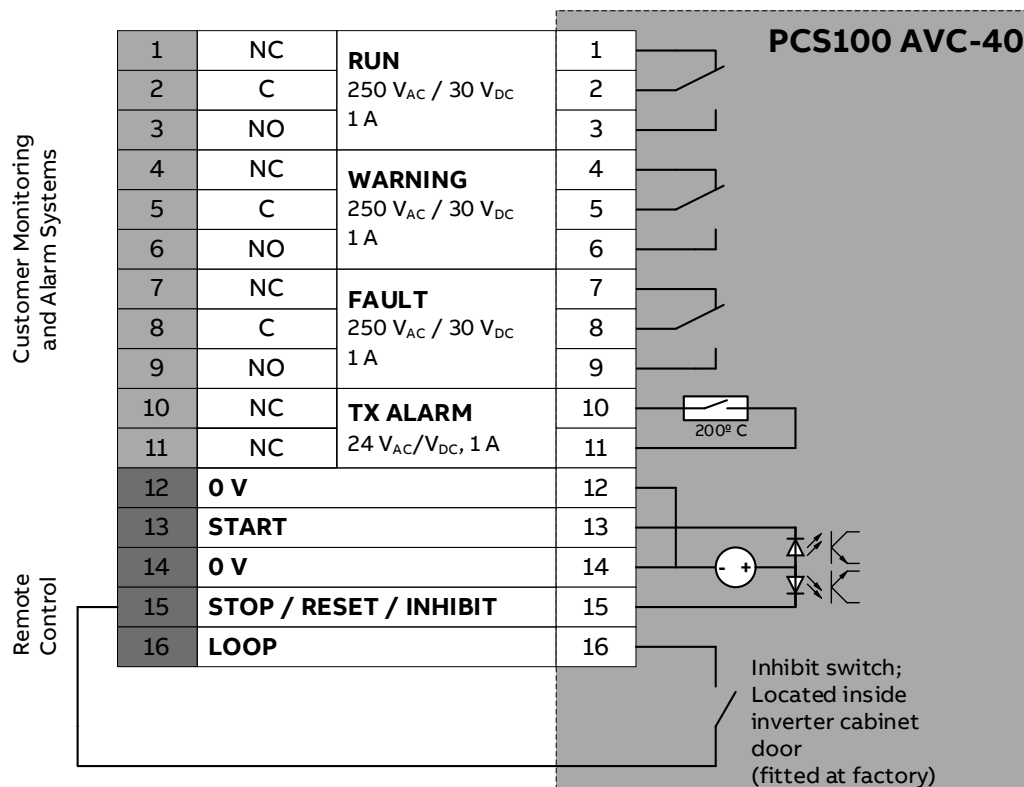 PCS100 AVC-40
Customer Monitoring
and Alarm Systems
1 NC RUN 1
250 VAC / 30 VDC
2 C 2
1 A
3 NO 3
4 NC WARNING 4
250 VAC / 30 VDC
5 C 5
1 A
6 NO 6
7 NC FAULT 7
250 VAC / 30 VDC
8 C 8
1 A
9 NO 9
10 NC TX ALARM 10
200º C
11 NC 24 VAC/VDC, 1 A 11
Remote
Control
12 0 V 12
13 START 13
14 0 V 14
- +
15 STOP / RESET / INHIBIT 15
16 LOOP 16
Inhibit switch;
Located inside
inverter cabinet
door
(fitted at factory)